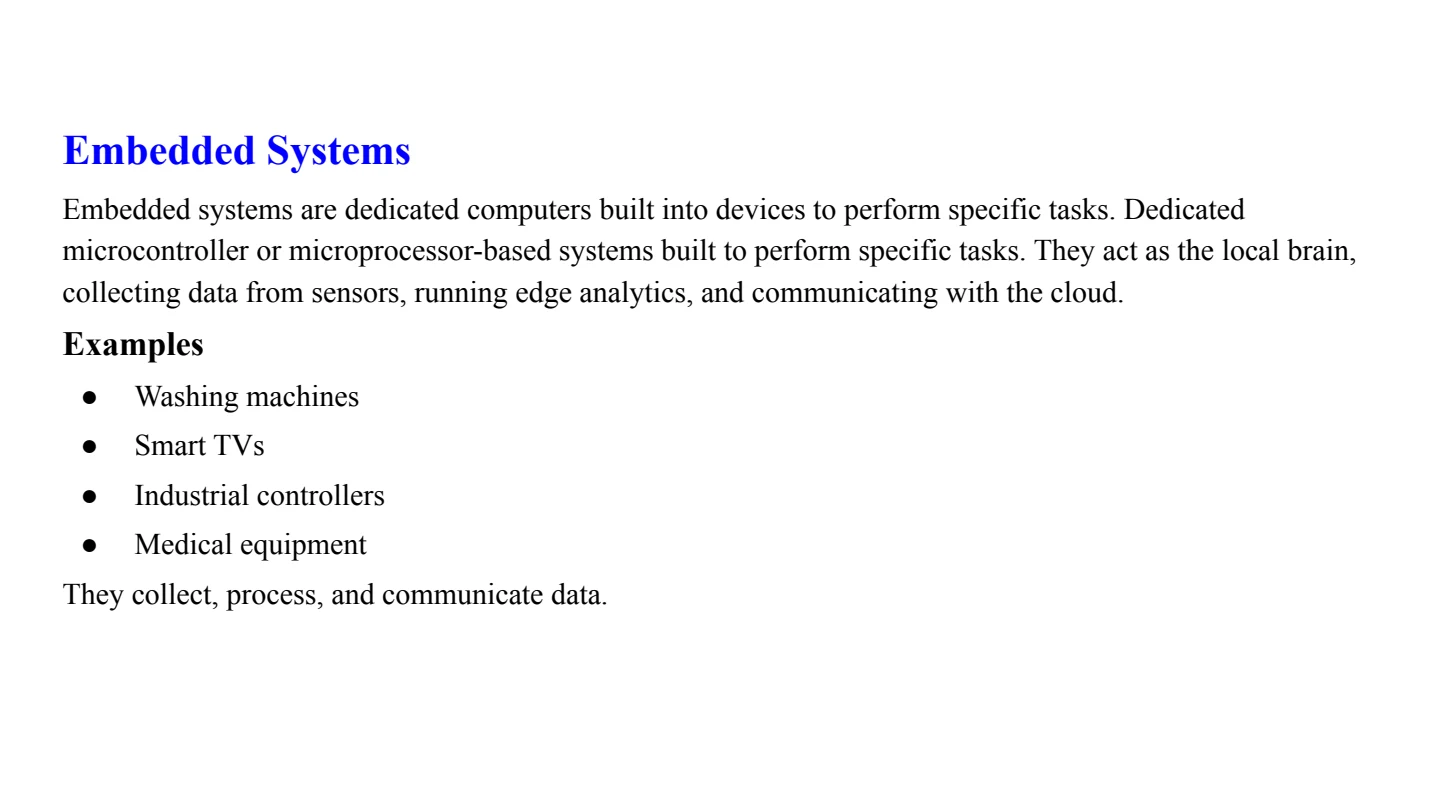 Embedded Systems
Embedded systems are dedicated computers built into devices to perform specific tasks. Dedicated
microcontroller or microprocessor-based systems built to perform specific tasks. They act as the local brain,
collecting data from sensors, running edge analytics, and communicating with the cloud.
Examples
● Washing machines
● Smart TVs
● Industrial controllers
● Medical equipment
They collect, process, and communicate data.